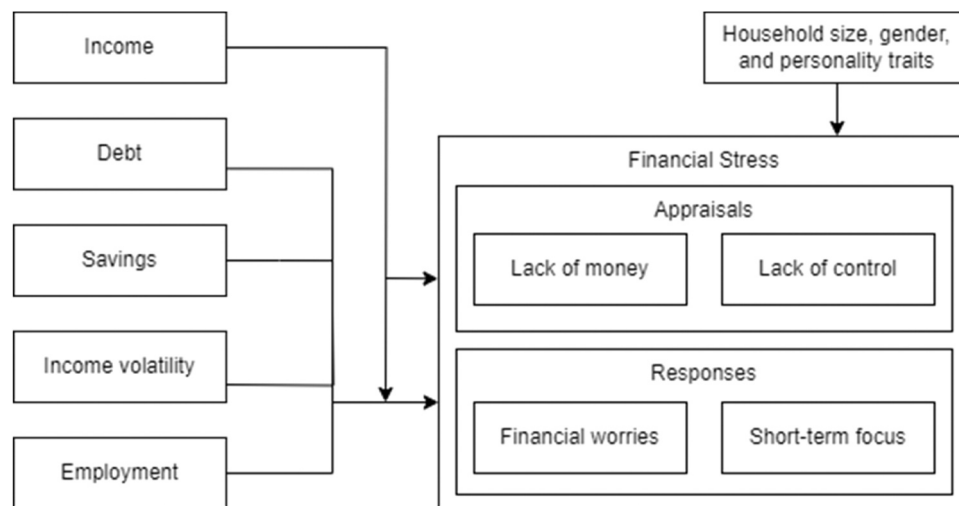 Income
Debt
Savings
Income volatility
Employment
Household size, gender,
and personality traits
Financial Stress
Appraisals
Lack of money
Lack of control
Responses
Financial worries
Short-term focus